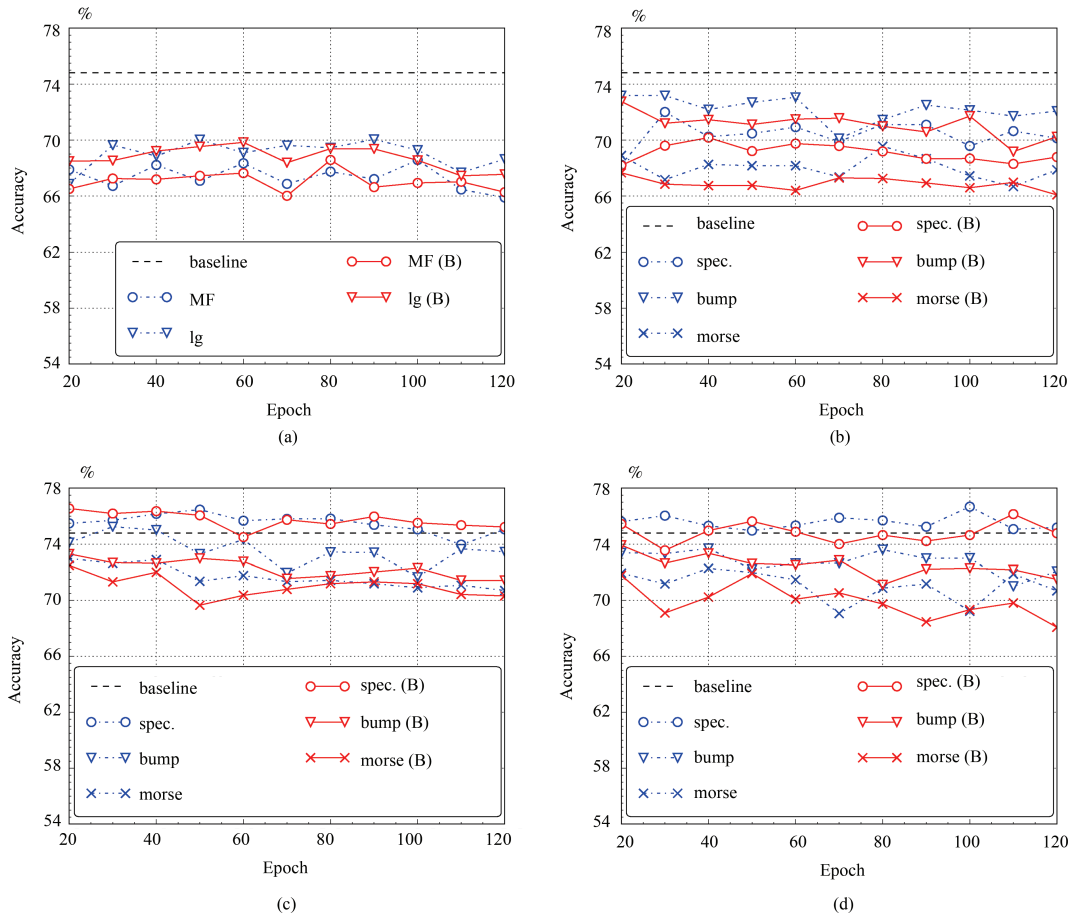 %
78
74
70
66
62
58
54
Accuracy
baseline
MF
lg
MF (B)
lg (B)
20 40 60 80 100 120
Epoch
(a)
%
78
74
70
66
62
58
54
Accuracy
baseline
spec.
bump
morse
spec. (B)
bump (B)
morse (B)
20 40 60 80 100 120
Epoch
(b)
%
78
74
70
66
62
58
54
Accuracy
baseline
spec.
bump
morse
spec. (B)
bump (B)
morse (B)
20 40 60 80 100 120
Epoch
(c)
%
78
74
70
66
62
58
54
Accuracy
baseline
spec.
bump
morse
spec. (B)
bump (B)
morse (B)
20 40 60 80 100 120
Epoch
(d)